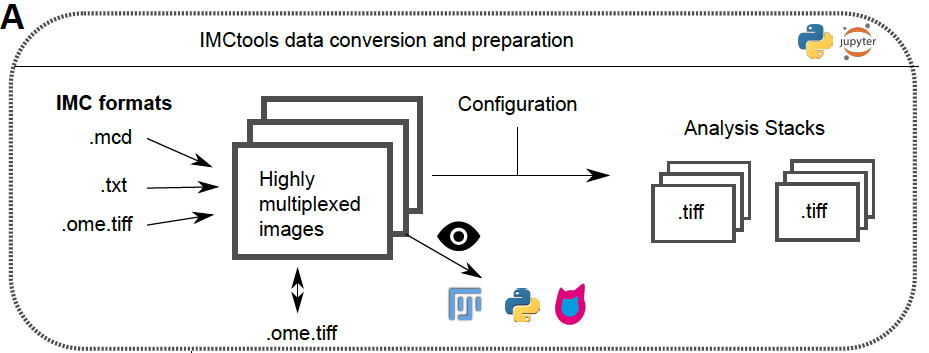 A
IMCtools data conversion and preparation
jupyter
IMC formats
.mcd
.txt
.ome.tiff
Highly
multiplexed
images
.ome.tiff
Configuration
Analysis Stacks
.tiff
.tiff